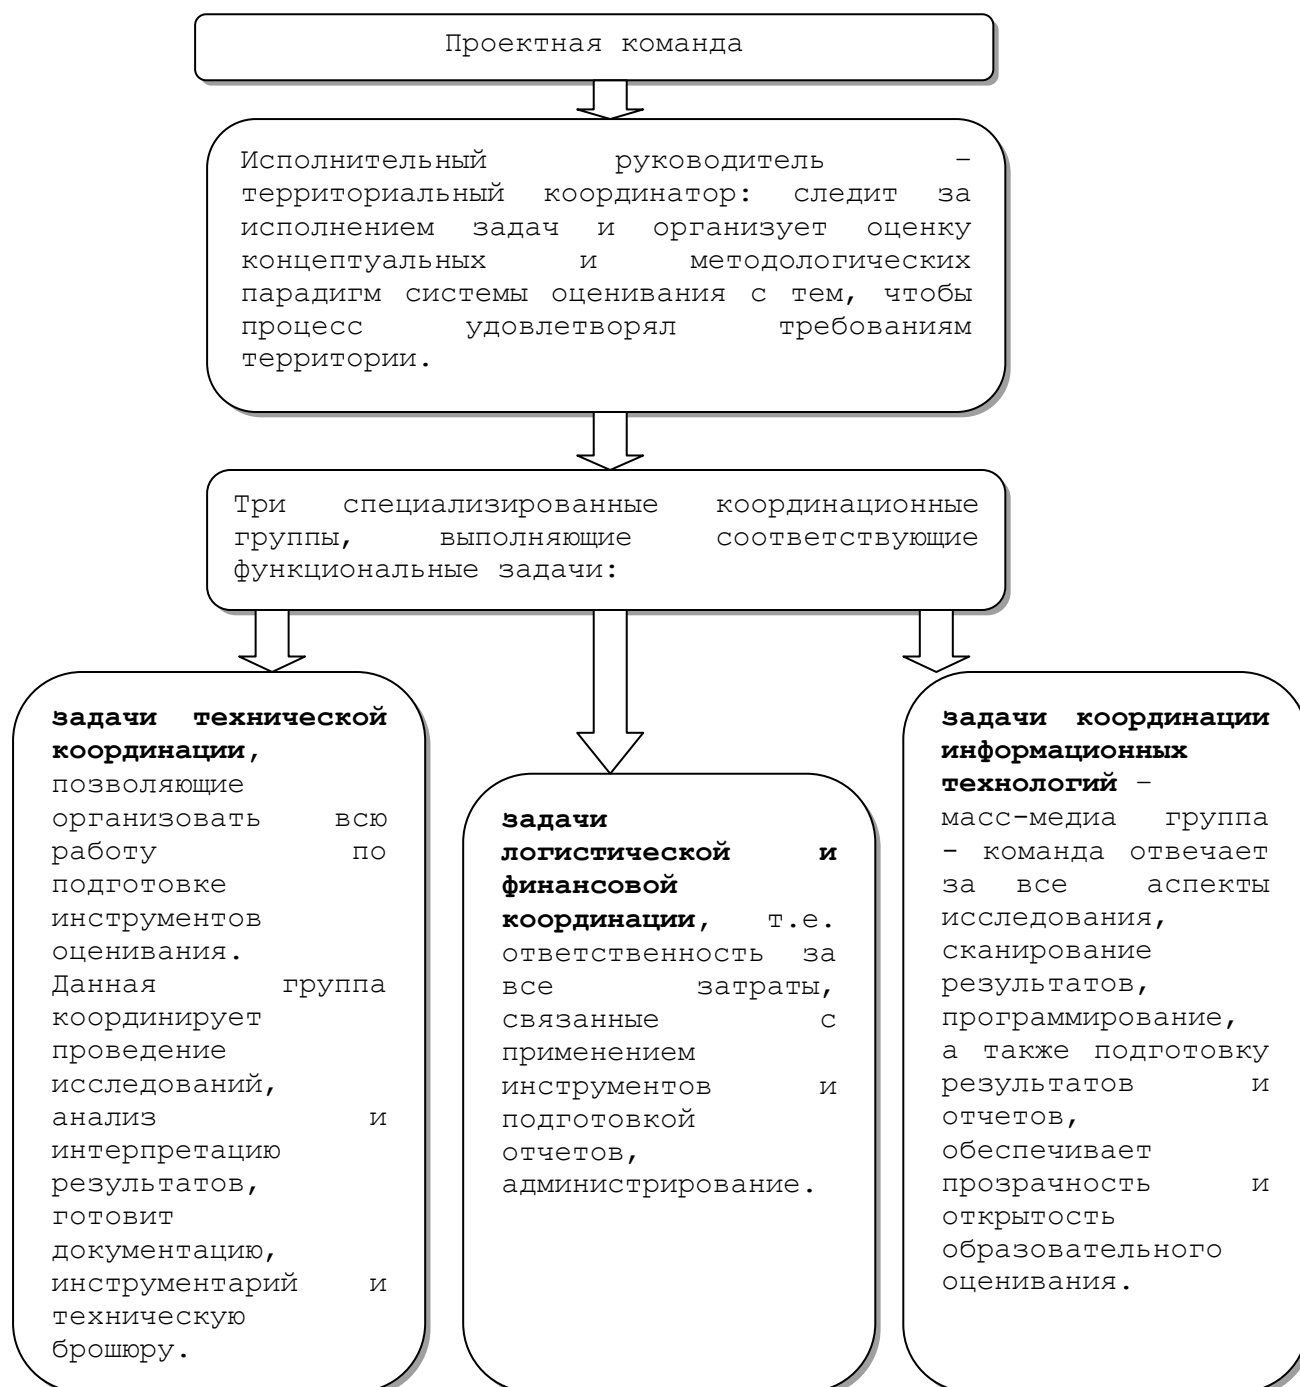 Проектная команда
Исполнительный руководитель –
территориальный координатор: следит за
исполнением задач и организует оценку
концептуальных и методологических
парадигм системы оценивания с тем, чтобы
процесс удовлетворял требованиям
территории.
Три специализированные координационные
группы, выполняющие соответствующие
функциональные задачи:
задачи технической
координации,
позволяющие
организовать всю
работу по
подготовке
инструментов
оценивания.
Данная группа
координирует
проведение
исследований,
анализ и
интерпретацию
результатов,
готовит
документацию,
инструментарий и
техническую
брошюру.
задачи
логистической и
финансовой
координации, т.е.
ответственность за
все затраты,
связанные с
применением
инструментов и
подготовкой
отчетов,
администрирование.
задачи координации
информационных
технологий –
масс-медиа группа
- команда отвечает
за все аспекты
исследования,
сканирование
результатов,
программирование,
а также подготовку
результатов и
отчетов,
обеспечивает
прозрачность и
открытость
образовательного
оценивания.